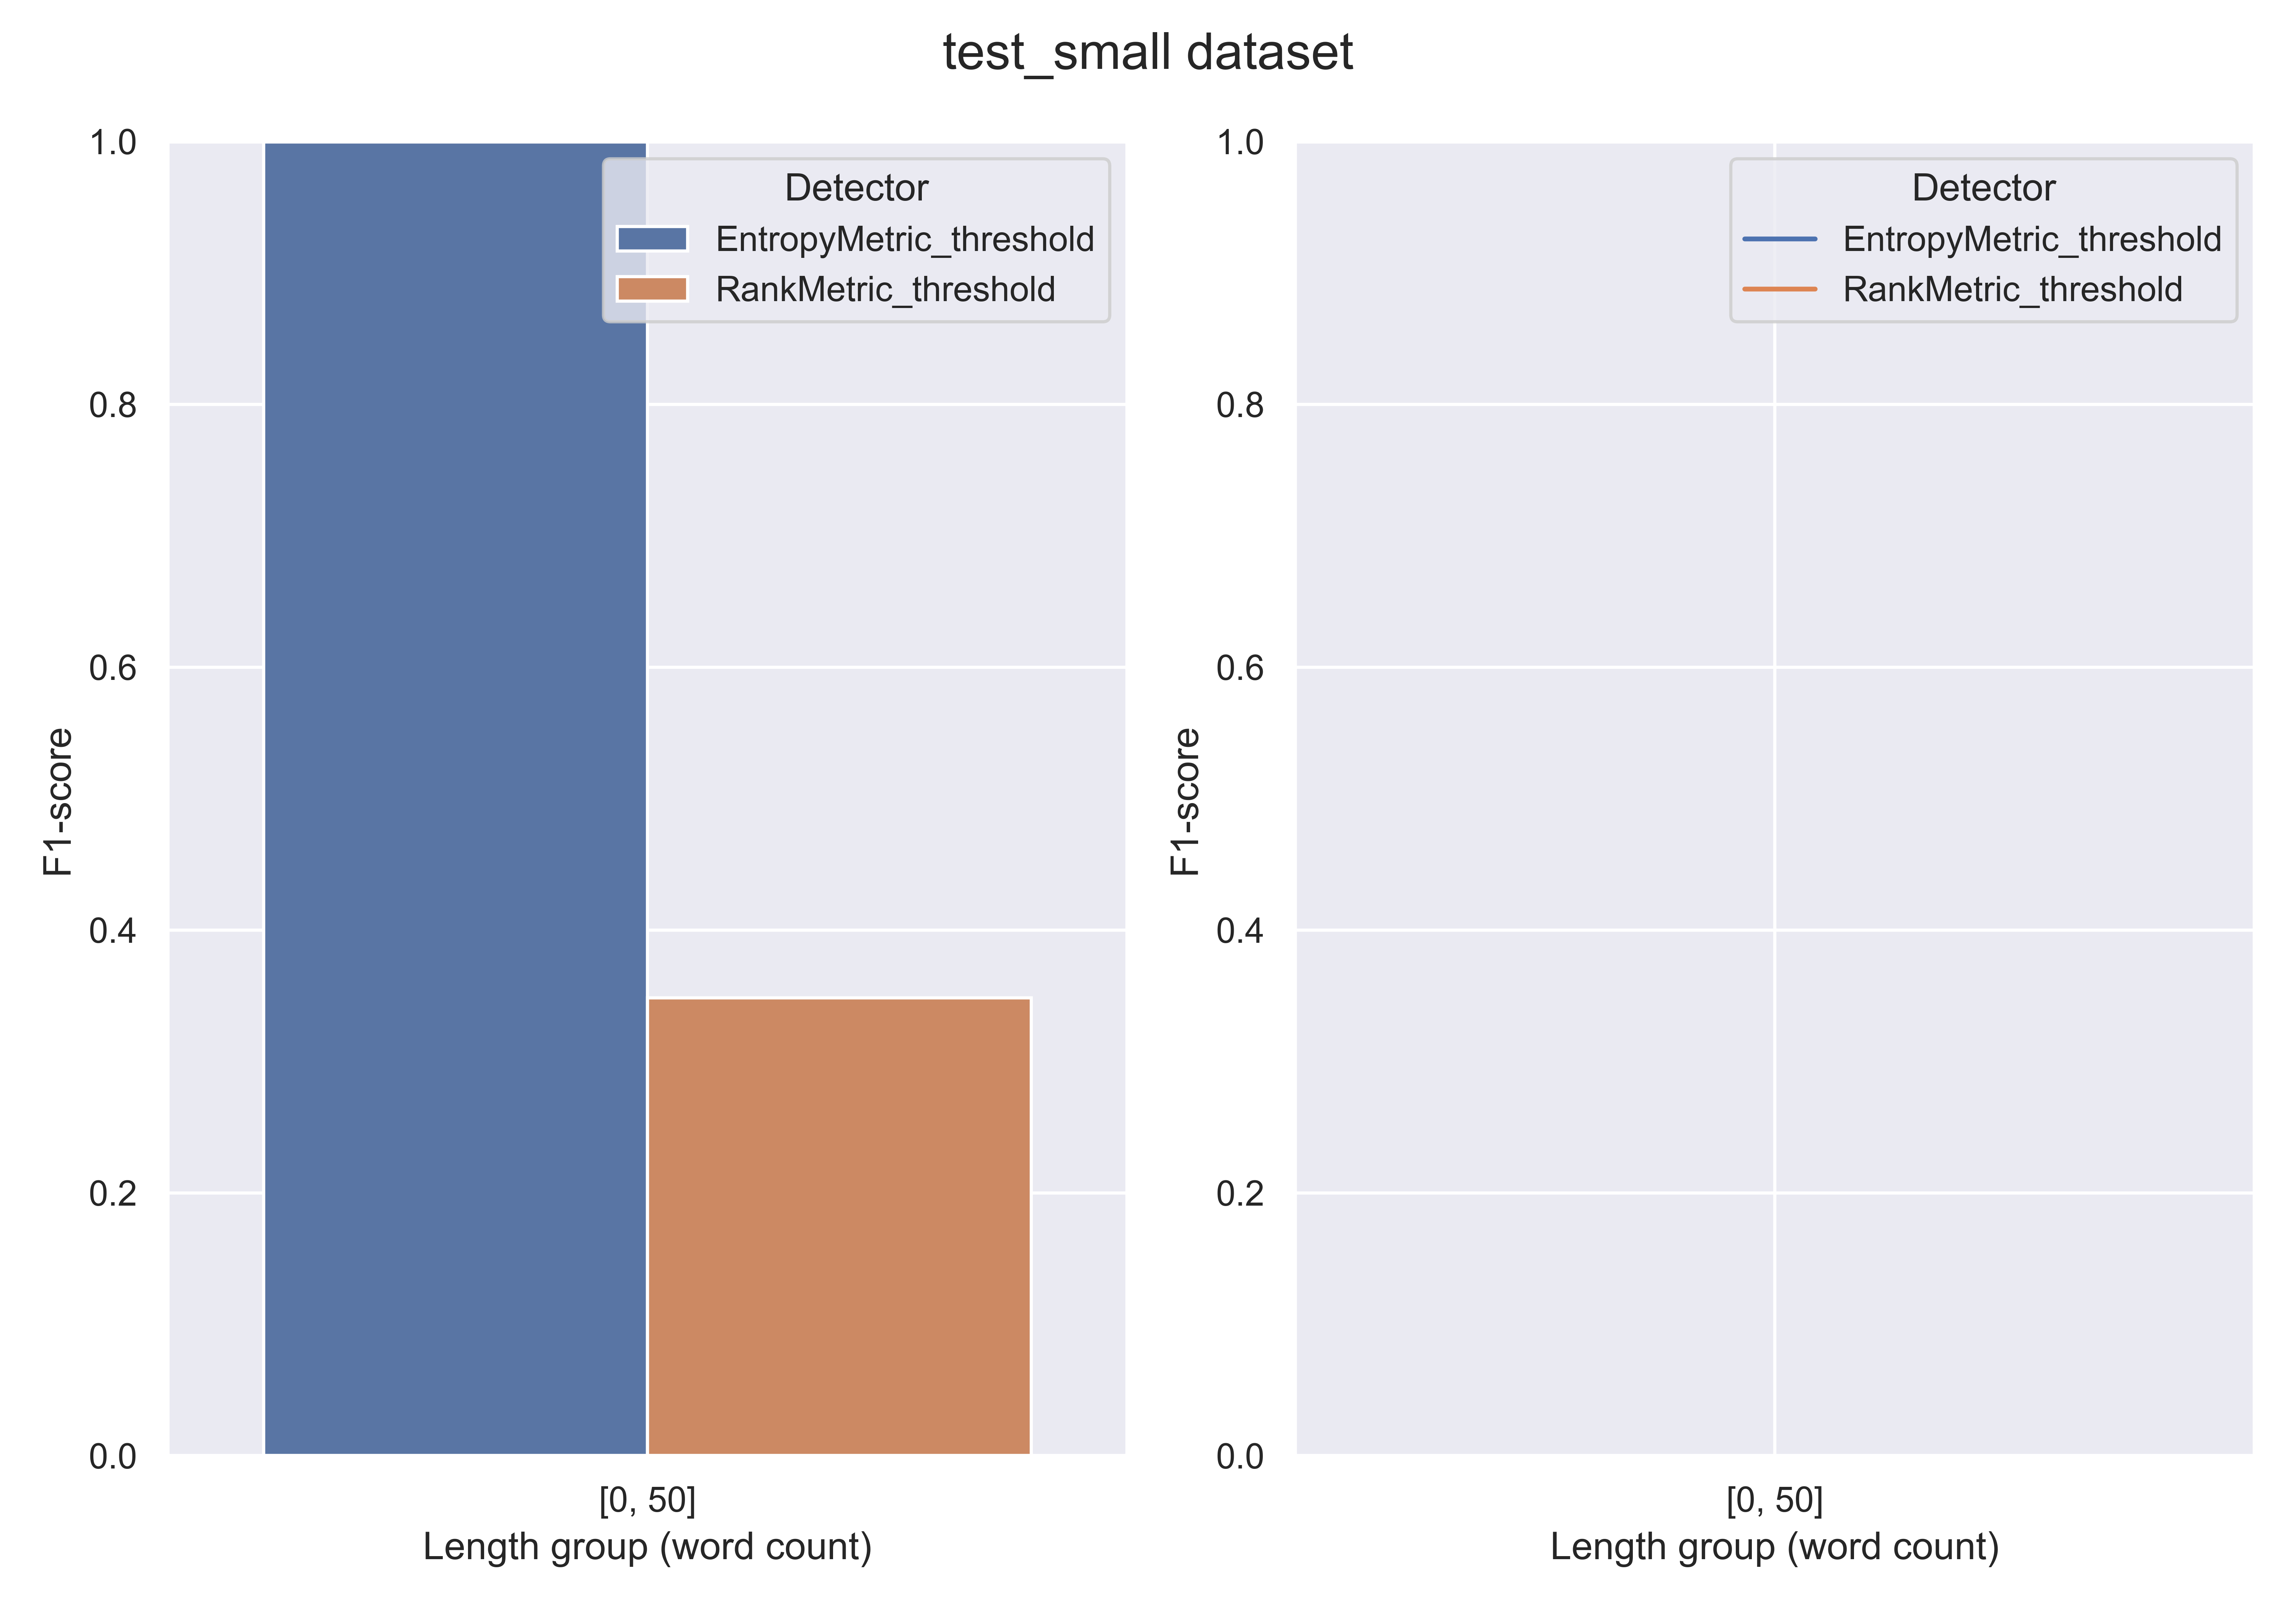 test_small dataset
1.0
0.8
0.6
0.4
0.2
0.0
F1-score
Detector
EntropyMetric_threshold
RankMetric_threshold
[0, 50]
Length group (word count)
1.0
0.8
0.6
0.4
0.2
0.0
F1-score
Detector
EntropyMetric_threshold
RankMetric_threshold
[0, 50]
Length group (word count)